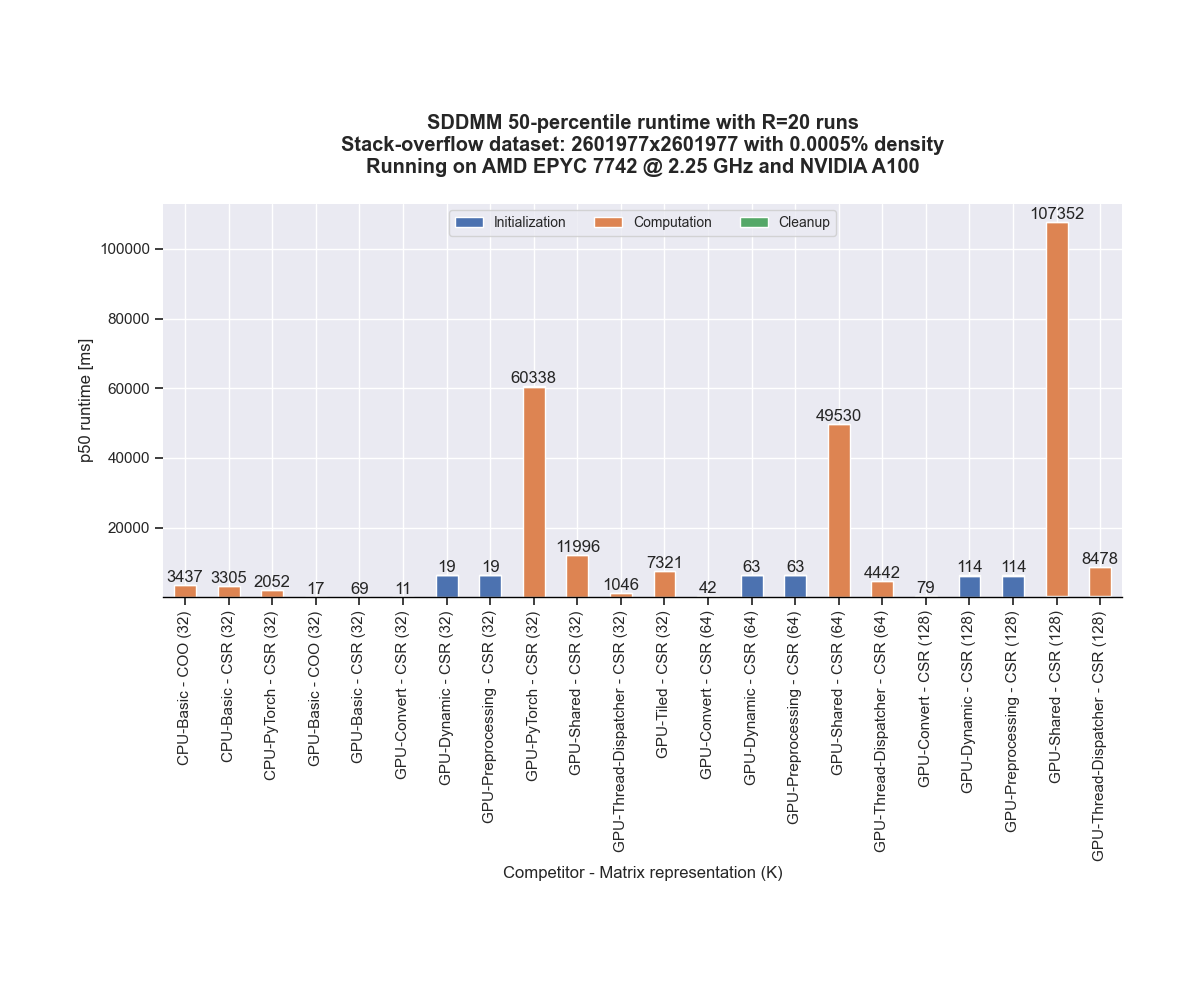 SDDMM 50-percentile runtime with R=20 runs
Stack-overflow dataset: 2601977x2601977 with 0.0005% density
Running on AMD EPYC 7742 @ 2.25 GHz and NVIDIA A100
Initialization Computation Cleanup
p50 runtime [ms]
100000
80000
60000
40000
20000
3437
3305
2052
17
69
11
19
19
60338
11996
1046
7321
42
63
63
49530
4442
79
114
114
107352
8478
CPU-Basic - COO (32)
CPU-Basic - CSR (32)
CPU-PyTorch - CSR (32)
GPU-Basic - COO (32)
GPU-Basic - CSR (32)
GPU-Convert - CSR (32)
GPU-Dynamic - CSR (32)
GPU-Preprocessing - CSR (32)
GPU-PyTorch - CSR (32)
GPU-Shared - CSR (32)
GPU-Thread-Dispatcher - CSR (32)
GPU-Tiled - CSR (32)
GPU-Convert - CSR (64)
GPU-Dynamic - CSR (64)
GPU-Preprocessing - CSR (64)
GPU-Shared - CSR (64)
GPU-Thread-Dispatcher - CSR (64)
GPU-Convert - CSR (128)
GPU-Dynamic - CSR (128)
GPU-Preprocessing - CSR (128)
GPU-Shared - CSR (128)
GPU-Thread-Dispatcher - CSR (128)
Competitor - Matrix representation (K)